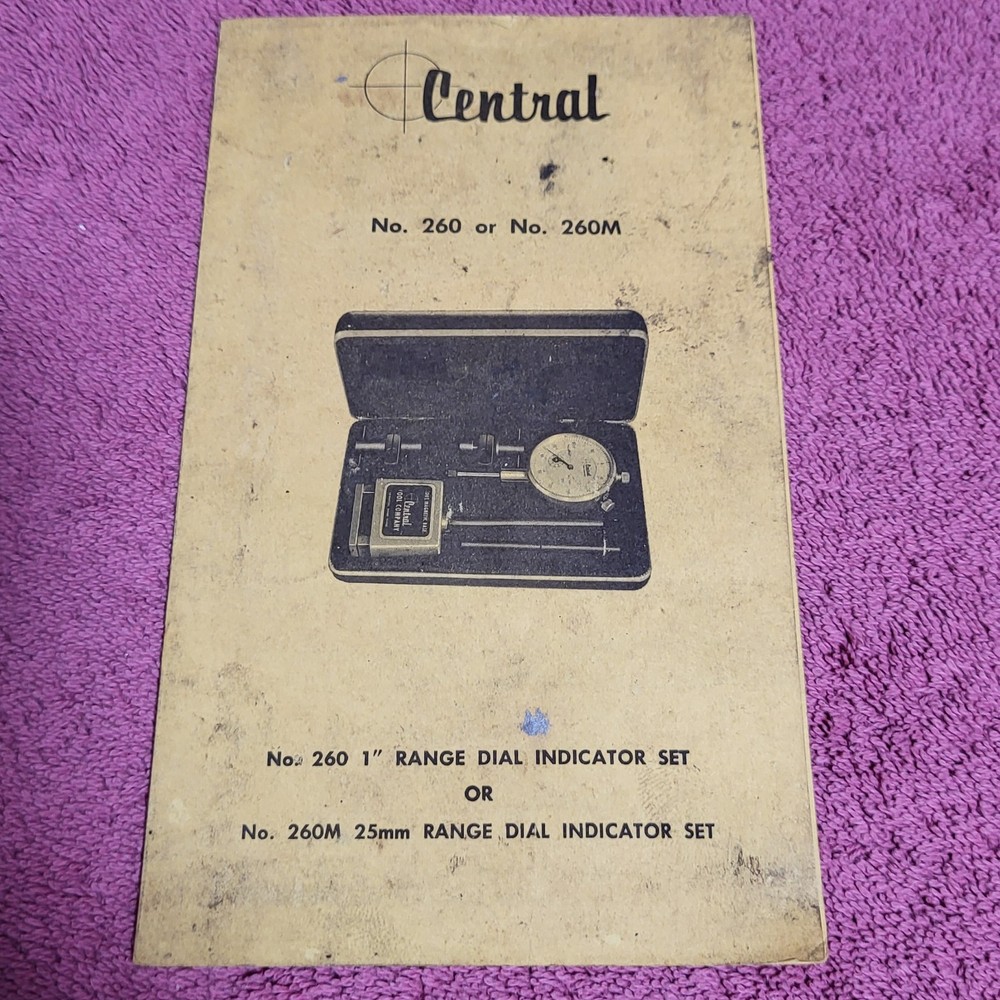 Central
No. 260 or No. 260M
Central
TOOL COMPANY
No. 260 1” RANGE DIAL INDICATOR SET
OR
No. 260M 25mm RANGE DIAL INDICATOR SET